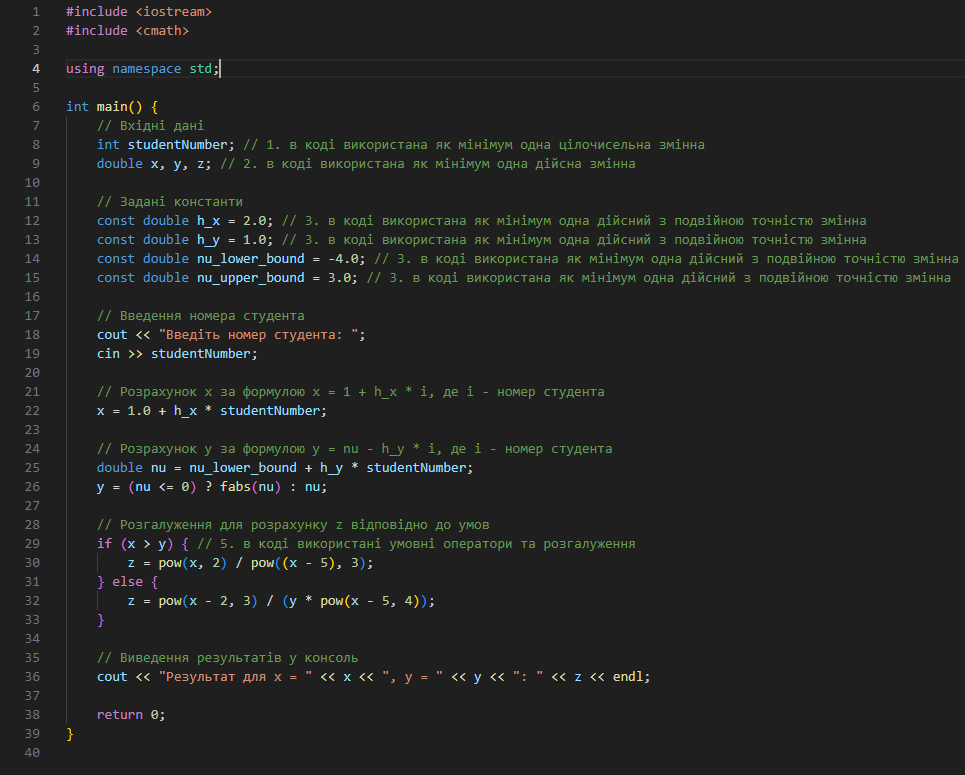 1 #include <iostream>
2 #include <cmath>
3
4 using namespace std;
5
6 int main() {
7     // Вхідні дані
8     int studentNumber; // 1. в коді використана як мінімум одна цілочисельна змінна
9     double x, y, z; // 2. в коді використана як мінімум одна дійсна змінна
10
11     // Задані константи
12     const double h_x = 2.0; // 3. в коді використана як мінімум одна дійсний з подвійною точністю змінна
13     const double h_y = 1.0; // 3. в коді використана як мінімум одна дійсний з подвійною точністю змінна
14     const double nu_lower_bound = -4.0; // 3. в коді використана як мінімум одна дійсний з подвійною точністю змінна
15     const double nu_upper_bound = 3.0; // 3. в коді використана як мінімум одна дійсний з подвійною точністю змінна
16
17     // Введення номера студента
18     cout << "Введіть номер студента: ";
19     cin >> studentNumber;
20
21     // Розрахунок x за формулою x = 1 + h_x * i, де i - номер студента
22     x = 1.0 + h_x * studentNumber;
23
24     // Розрахунок y за формулою y = nu - h_y * i, де i - номер студента
25     double nu = nu_lower_bound + h_y * studentNumber;
26     y = (nu <= 0) ? fabs(nu) : nu;
27
28     // Розгалуження для розрахунку z відповідно до умов
29     if (x > y) { // 5. в коді використані умовні оператори та розгалуження
30         z = pow(x, 2) / pow((x - 5), 3);
31     } else {
32         z = pow(x - 2, 3) / (y * pow(x - 5, 4));
33     }
34
35     // Виведення результатів у консоль
36     cout << "Результат для x = " << x << ", y = " << y << ": " << z << endl;
37
38     return 0;
39 }
40